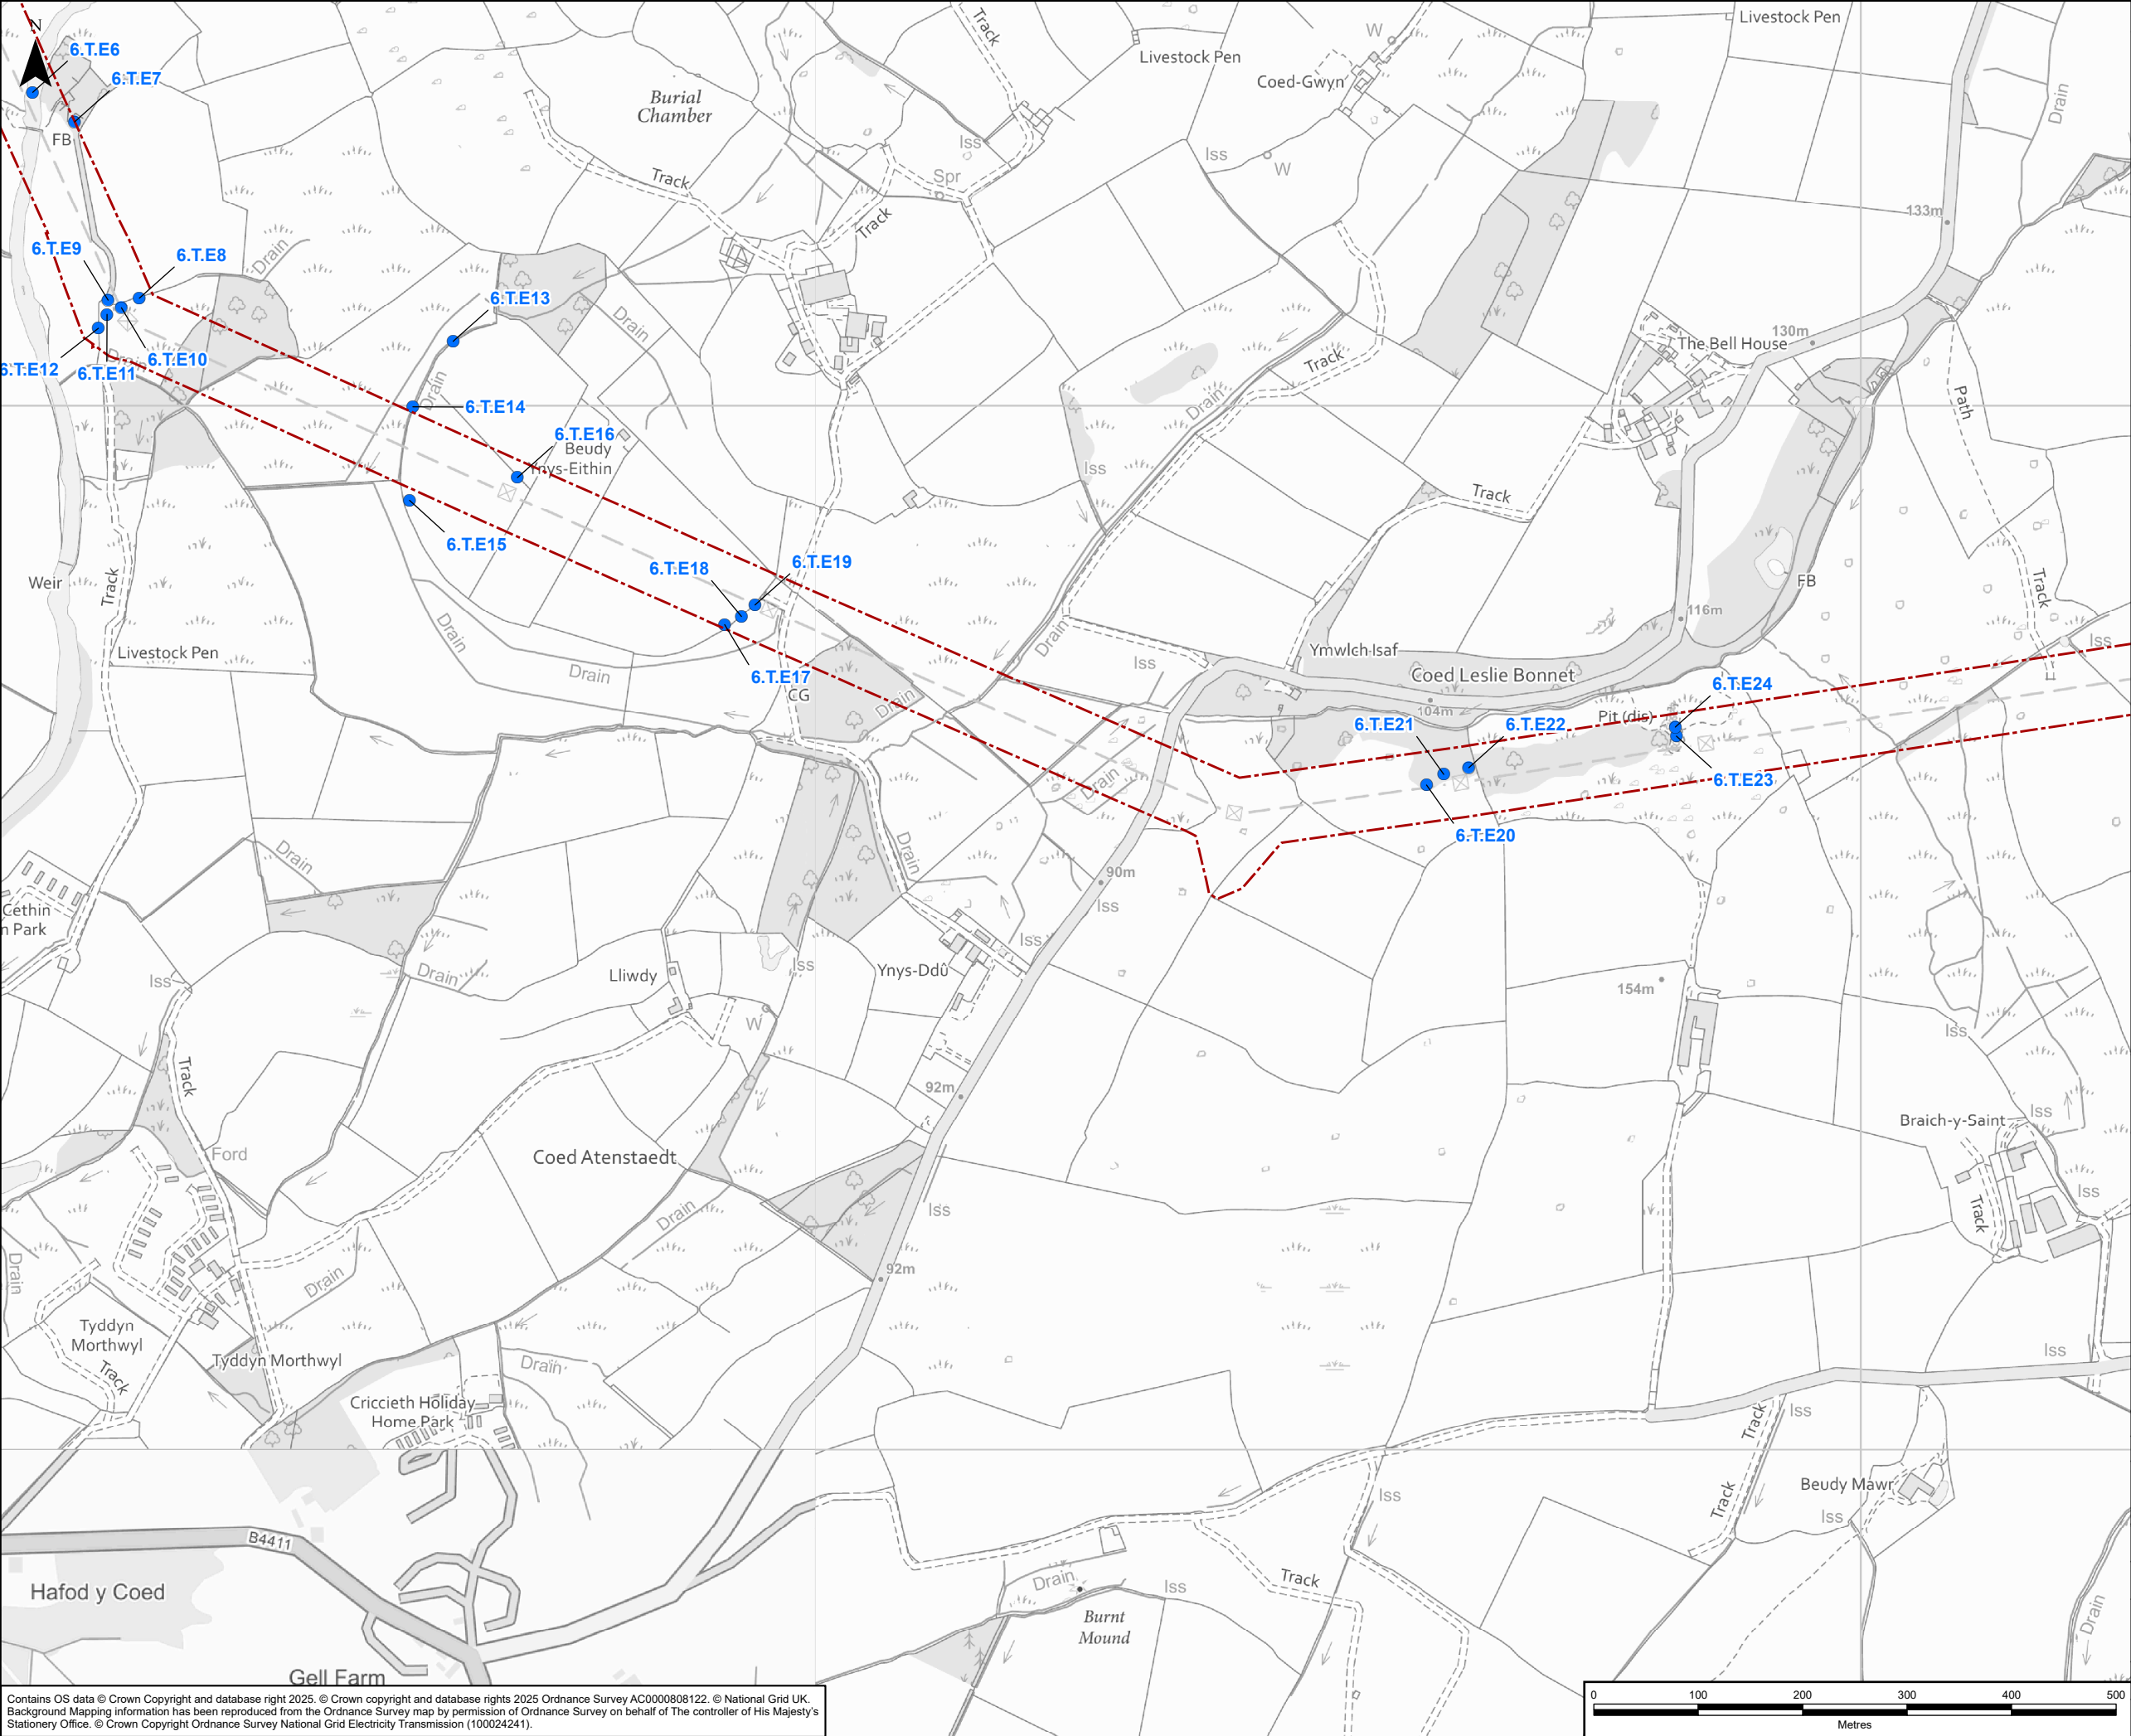 N
6.T.E6
6.T.E7
FB
Track
Livestock Pen
W
Coed-Gwyn
Livestock Pen
Drain
Burial
Chamber
Iss
Iss
W
Track
Spr
Track
133m
6.T.E9
6.T.E8
Drain
6.T.E13
Drain
The Bell House
130m
Track
6.T.E12
6.T.E11
6.T.E10
Drain
Drain
6.T.E14
Drain
Path
6.T.E16
Beudy
Ynys-Eithin
Iss
Track
6.T.E15
Weir
Track
6.T.E18
6.T.E19
FB
Track
116m
Drain
Drain
Livestock Pen
Drain
6.T.E17
CG
Drain
Iss
Ymwlch Isaf
Coed Leslie Bonnet
Iss
6.T.E24
104m
Pit (dis)
6.T.E21
6.T.E22
6.T.E23
Drain
6.T.E20
Drain
Drain
90m
Iss
Cethin
n Park
Iss
Drain
Lliwdy
Iss
Ynys-Ddû
Iss
154m
W
Iss
Track
92m
Braich-y-Saint
Iss
Ford
Coed Atenstaedt
Iss
Track
Drain
Iss
Drain
Drain
92m
Tyddyn
Morthwyl
Track
Tyddyn Morthwyl
Drain
Iss
Criccieth Holiday
Home Park
Track
Iss
Beudy Mawr
Iss
Track
Iss
B4411
Hafod y Coed
Drain
Iss
Track
Burnt
Mound
Drain
Gell Farm
Contains OS data © Crown Copyright and database right 2025. © Crown copyright and database rights 2025 Ordnance Survey AC0000808122. © National Grid UK.
Background Mapping information has been reproduced from the Ordnance Survey map by permission of Ordnance Survey on behalf of The controller of His Majesty's
Stationery Office. © Crown Copyright Ordnance Survey National Grid Electricity Transmission (100024241).
0 100 200 300 400 500
Metres